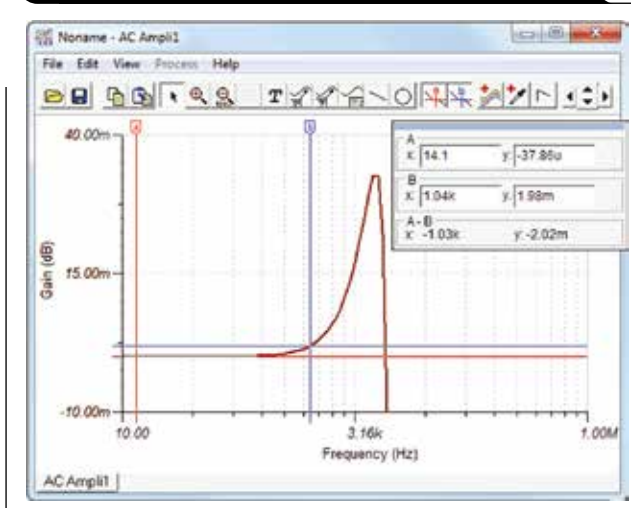 Noname - AC Ampli1
File Edit View Process Help
T
A B
A
x: 14.1 y: -37.86u
B
x: 1.04k y: 1.98m
A - B
x: -1.03k y: -2.02m
40.00m
15.00m
-10.00m
Gain (dB)
10.00 3.16k 1.00M
Frequency (Hz)
AC Ampli1